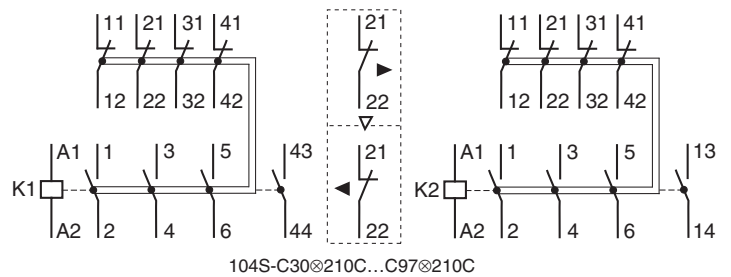 11 21 31 41 21 11 21 31 41
12 22 32 42 22 12 22 32 42
A1 1 3 5 43 21 A1 1 3 5 13
K1 K2
A2 2 4 6 44 22 A2 2 4 6 14
104S-C30⊗210C...C97⊗210C